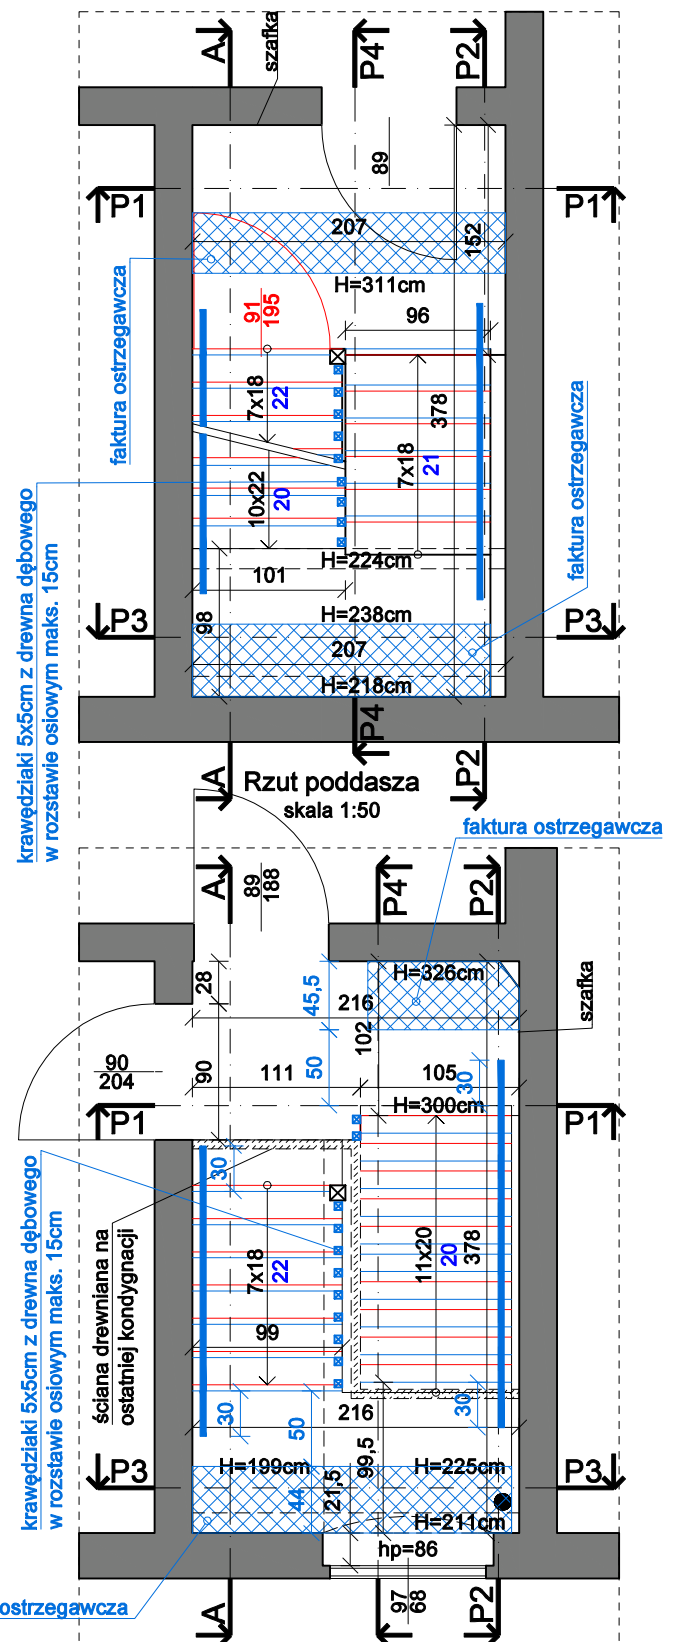 A
szafka
P4
P2
89
P1
P1
207
152
H=311cm
faktura ostrzegawcza
91
195
96
7x18
22
378
7x18
21
faktura ostrzegawcza
10x22
20
krawędziaki 5x5cm z drewna dębowego
w rozstawie osiowym maks. 15cm
H=224cm
101
98
H=238cm
P3
P3
207
H=218cm
P4
A
P2
Rzut poddasza
skala 1:50
faktura ostrzegawcza
A
89
188
P4
P2
28
45,5
H=326cm
216
szafka
102
90
204
90
50
111
105
30
P1
H=300cm
P1
30
krawędziaki 5x5cm z drewna dębowego
w rozstawie osiowym maks. 15cm
ściana drewniana na
ostatniej kondygnacji
7x18
22
11x20
20
378
99
30
50
216
30
99,5
P3
H=199cm
H=225cm
P3
44
21,5
H=211cm
hp=86
ostrzegawcza
A
97
68
P2